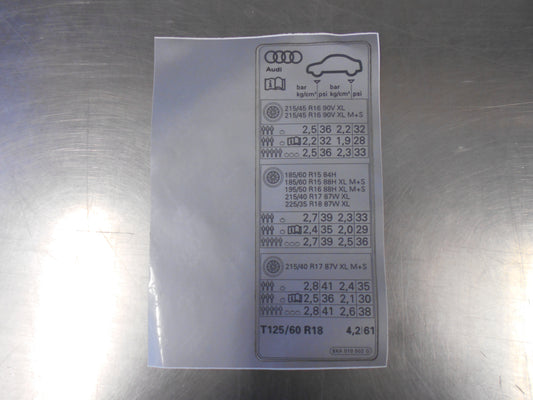 Audi
bar bar
kg/cm² psi kg/cm² psi
215/45 R16 90V XL
215/45 R16 90V XL M+S
2,5 36 2,2 32
2,2 32 1,9 28
2,5 36 2,3 33
185/60 R15 84H
185/60 R15 88H XL M+S
195/50 R16 88H XL M+S
215/40 R17 87W XL
225/35 R18 87W XL
2,7 39 2,3 33
2,4 35 2,0 29
2,7 39 2,5 36
215/40 R17 87V XL M+S
2,8 41 2,4 35
2,5 36 2,1 30
2,8 41 2,6 38
T125/60 R18 4,2 61